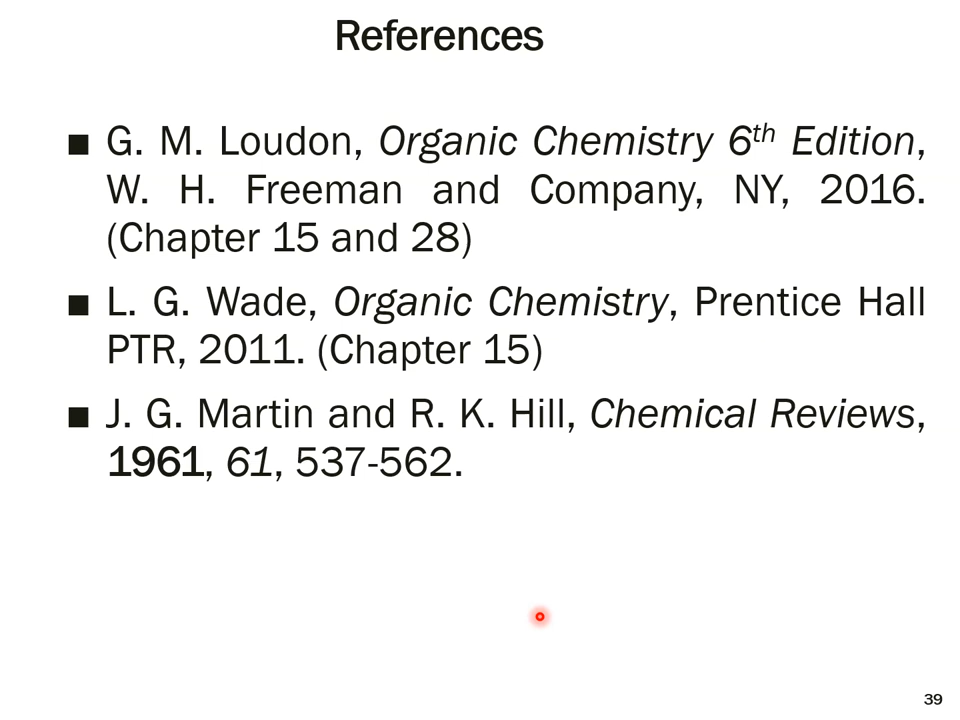 References
■ G. M. Loudon, Organic Chemistry 6th Edition,
W. H. Freeman and Company, NY, 2016.
(Chapter 15 and 28)
■ L. G. Wade, Organic Chemistry, Prentice Hall
PTR, 2011. (Chapter 15)
■ J. G. Martin and R. K. Hill, Chemical Reviews,
1961, 61, 537-562.
39